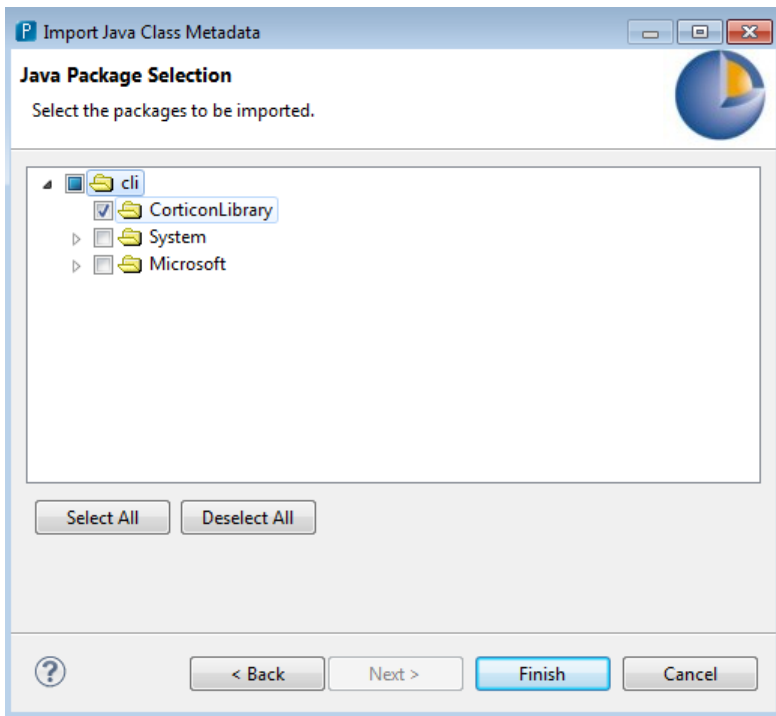 P Import Java Class Metadata
Java Package Selection
Select the packages to be imported.
cli
CorticonLibrary
System
Microsoft
Select All Deselect All
? < Back Next > Finish Cancel